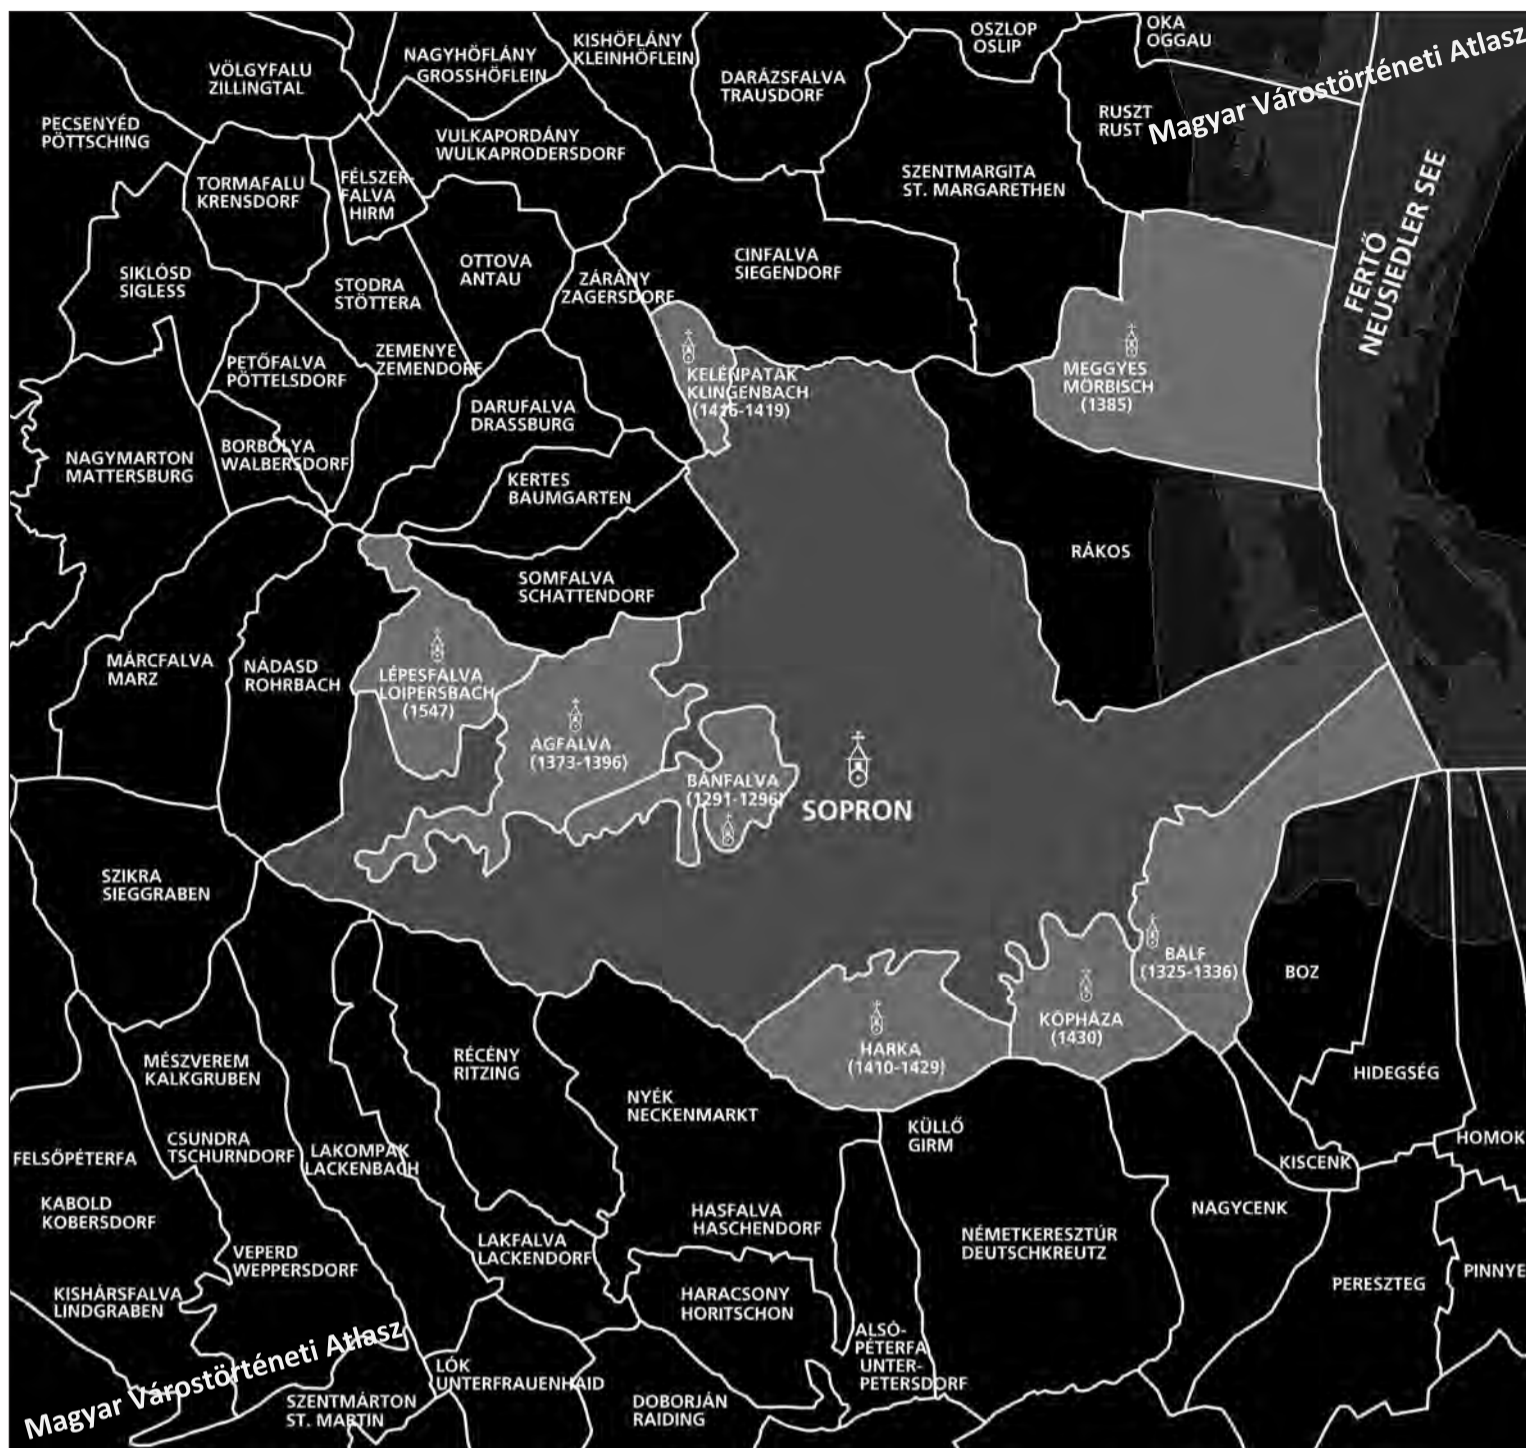 OKA
OGGAU
Magyar Várostörténeti Atlasz
OSZLOP
OSLIP
KISHÖFLÁNY
KLEINHÖFLEIN
NAGYHÖFLÁNY
GROSSHÖFLEIN
VÖLGYFALU
ZILLINGTAL
DARÁZSFALVA
TRAUSDORF
RUSZT
RUST
PECSENYÉD
PÖTTSCHING
VULKAPORDÁNY
WULKAPRODERSDORF
TORMAFALU
KRENSDORF
FÉLSZER-
FALVA
HIRM
SZENTMARGITA
ST. MARGARETHEN
FERTŐ
NEUSIEDLER SEE
SIKLÓSD
SIGLESS
STODRA
STÖTTERA
OTTOVA
ANTAU
ZÁRÁNY
ZAGERSDORF
CINFALVA
SIEGENDORF
PETŐFALVA
PÖTTELSDORF
ZEMENYE
ZEMENDORF
KELÉNPATAK
KLINGENBACH
(1416-1419)
MEGGYES
MÖRBISCH
(1385)
DARUFALVA
DRASSBURG
NAGYMARTON
MATTERSBURG
BORBOLYA
WALBERSDORF
KERTES
BAUMGARTEN
RÁKOS
SOMFALVA
SCHATTENDORF
MÁRCFALVA
MARZ
NÁDASD
ROHRBACH
LÉPESFALVA
LOIPERSBACH
(1547)
AGFALVA
(1373-1396)
BÁNFALVA
(1291-1296)
SOPRON
SZIKRA
SIEGGRABEN
BALF
(1325-1336)
BOZ
KÓPHÁZA
(1430)
HARKA
(1410-1429)
MÉSZVEREM
KALKGRUBEN
RÉCÉNY
RITZING
NYÉK
NECKENMARKT
KÜLLŐ
GIRM
HIDEGSÉG
HOMOK
KISCENK
FELSŐPÉTERFA
CSUNDRA
TSCHURNDORF
LAKOMPAK
LACKENBACH
KABOLD
KOBERSDORF
HASFALVA
HASCHENDORF
NAGYCENK
NÉMETKERESZTÚR
DEUTSCHKREUTZ
LAKFALVA
LACKENDORF
VEPERD
WEPPERSDORF
KISHÁRSFALVA
LINDGRABEN
HARACSONY
HORITSCHON
PERESZTEG
PINNYE
ALSÓ-
PÉTERFA
UNTER-
PETERSDORF
LÓK
UNTERFRAUENHAID
SZENTMÁRTON
ST. MARTIN
DOBORJÁN
RAIDING
Magyar Várostörténeti Atlasz